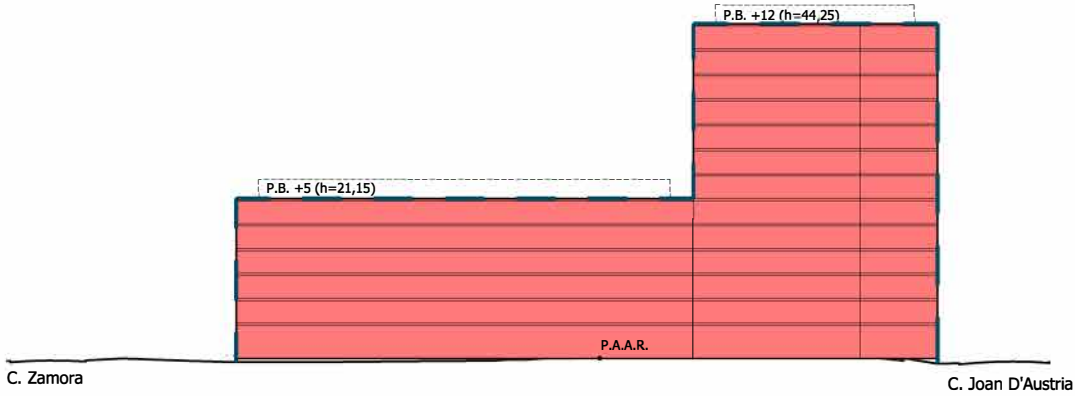 P.B. +12 (h=44,25)
P.B. +5 (h=21,15)
P.A.A.R.
C. Zamora
C. Joan D'Austria